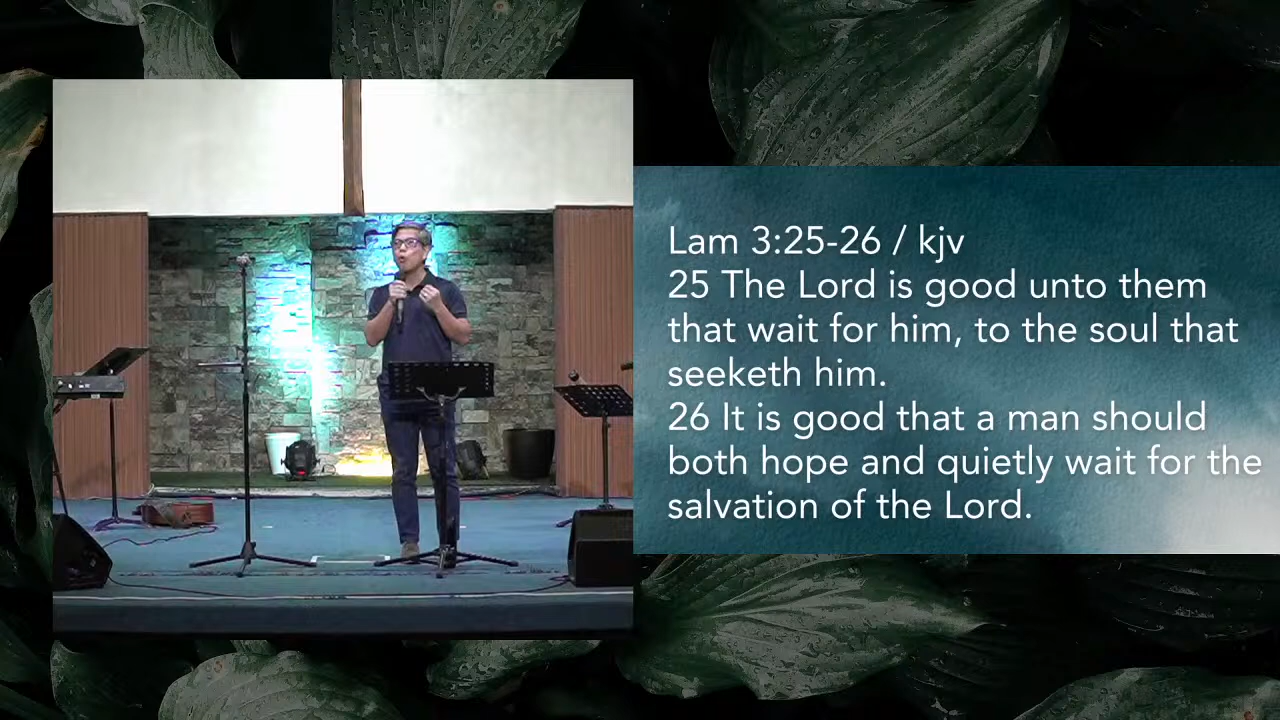 Lam 3:25-26 / kjv
25 The Lord is good unto them
that wait for him, to the soul that
seeketh him.
26 It is good that a man should
both hope and quietly wait for the
salvation of the Lord.